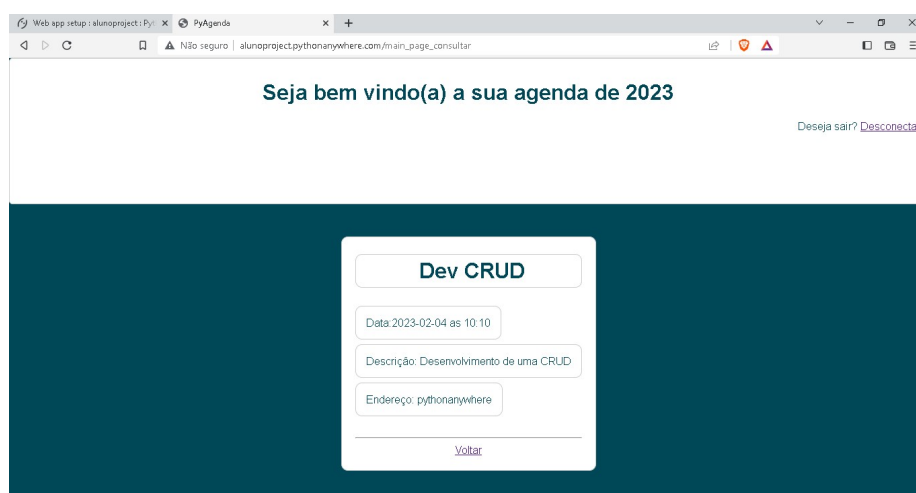 Web app setup : alunoproject : Pyt
PyAgenda
Não seguro
alunoproject.pythonanywhere.com/main_page_consultar
Seja bem vindo(a) a sua agenda de 2023
Deseja sair? Desconecta
Dev CRUD
Data:2023-02-04 as 10:10
Descrição: Desenvolvimento de uma CRUD
Endereço: pythonanywhere
Voltar